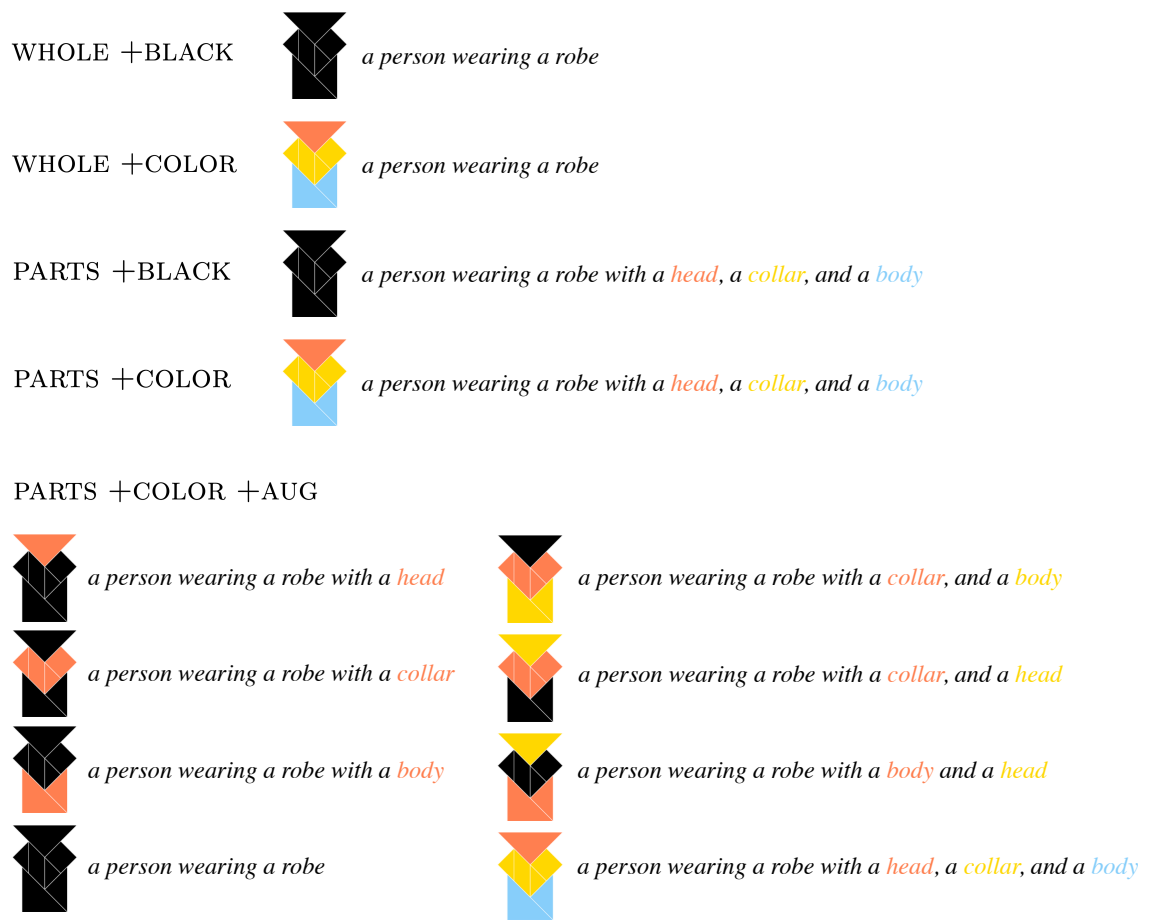 WHOLE +BLACK a person wearing a robe
WHOLE +COLOR a person wearing a robe
PARTS +BLACK a person wearing a robe with a head, a collar, and a body
PARTS +COLOR a person wearing a robe with a head, a collar, and a body
PARTS +COLOR +AUG
a person wearing a robe with a head
a person wearing a robe with a collar, and a body
a person wearing a robe with a collar
a person wearing a robe with a collar, and a head
a person wearing a robe with a body
a person wearing a robe with a body and a head
a person wearing a robe
a person wearing a robe with a head, a collar, and a body